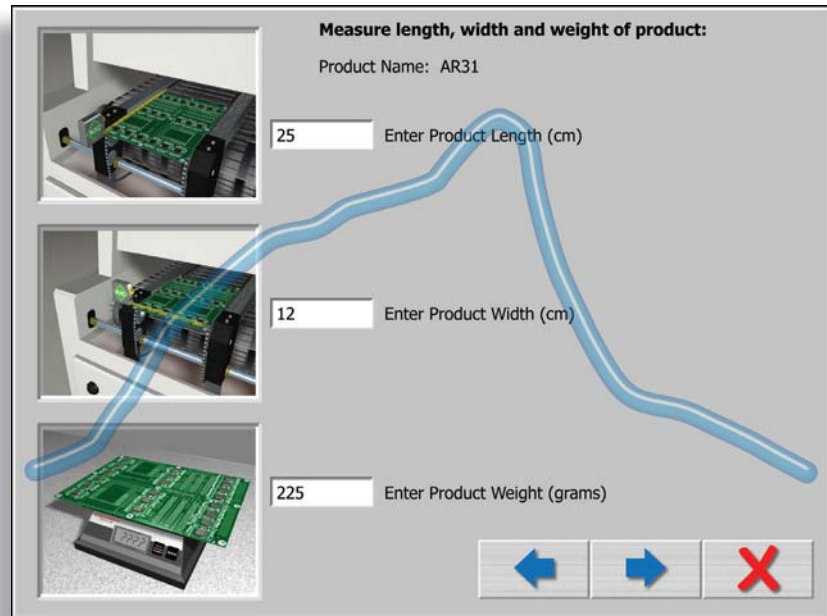 Measure length, width and weight of product:
Product Name: AR31
25 Enter Product Length (cm)
12 Enter Product Width (cm)
225 Enter Product Weight (grams)
????